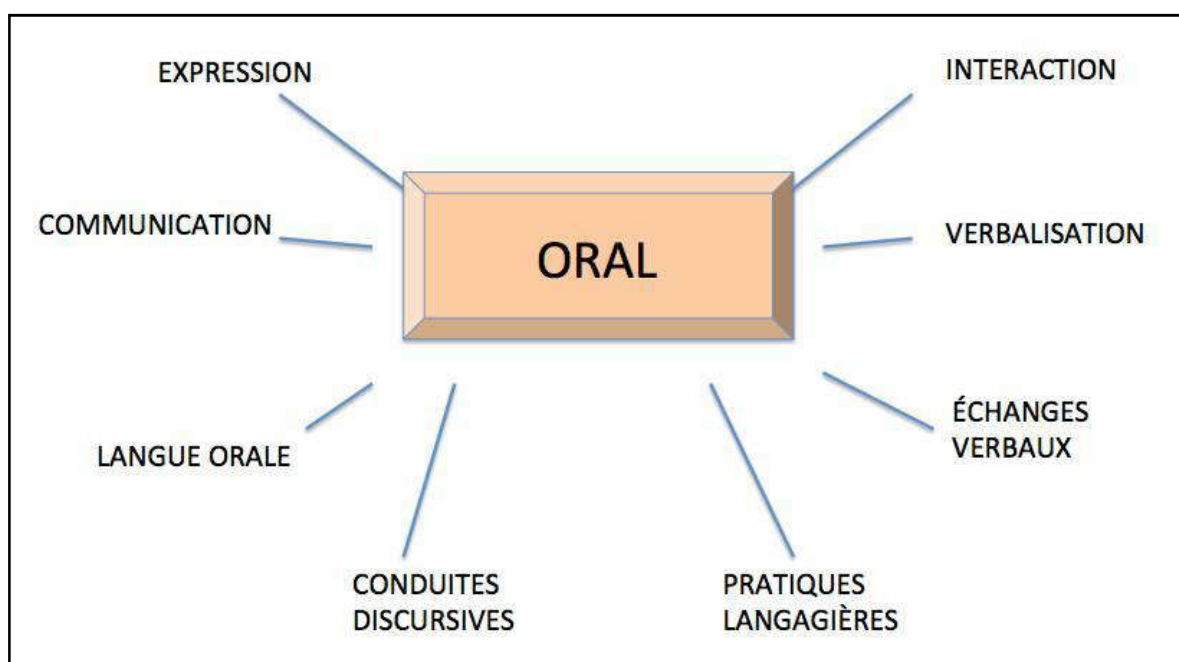 EXPRESSION
INTERACTION
COMMUNICATION
VERBALISATION
ORAL
LANGUE ORALE
ÉCHANGES
VERBAUX
CONDUITES
DISCURSIVES
PRATIQUES
LANGAGIÈRES